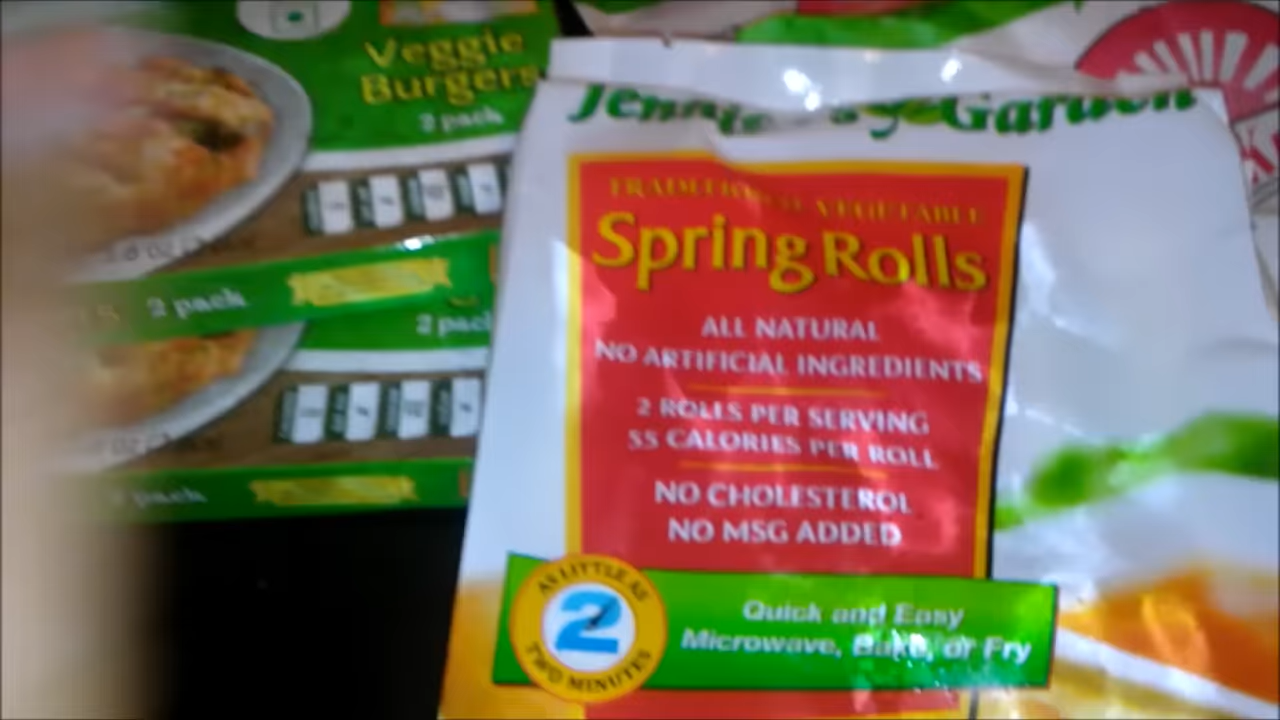 Veggie
Burgers
2 pack
2 pack
2 pack
2 pack
Garden
TRADITIONAL VEGETABLE
Spring Rolls
ALL NATURAL
NO ARTIFICIAL INGREDIENTS
2 ROLLS PER SERVING
55 CALORIES PER ROLL
NO CHOLESTEROL
NO MSG ADDED
AS LITTLE AS
2
TWO MINUTES
Quick and Easy
Microwave, Bake, or Fry